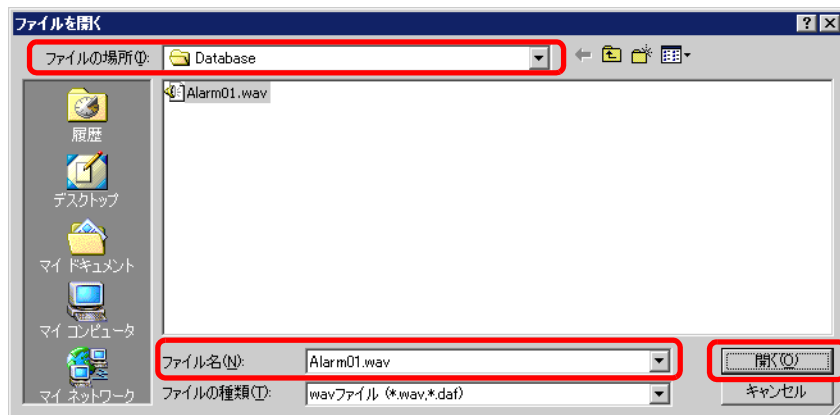 ファイルを開く
ファイルの場所(I): Database
Alarm01.wav
履歴
デスクトップ
マイ ドキュメント
マイ コンピュータ
マイ ネットワーク
ファイル名(N): Alarm01.wav 開く(O)
ファイルの種類(T): wavファイル (*.wav,*.daf) キャンセル